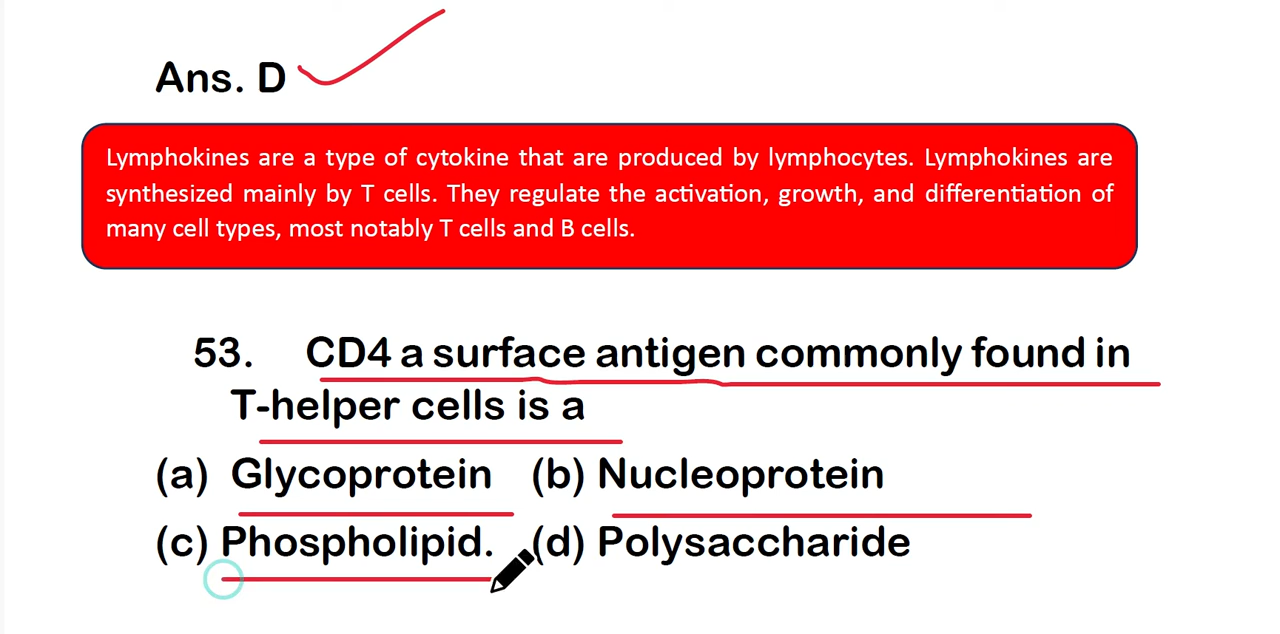 Ans. D
Lymphokines are a type of cytokine that are produced by lymphocytes. Lymphokines are
synthesized mainly by T cells. They regulate the activation, growth, and differentiation of
many cell types, most notably T cells and B cells.
53. CD4 a surface antigen commonly found in
T-helper cells is a
(a) Glycoprotein (b) Nucleoprotein
(c) Phospholipid. (d) Polysaccharide